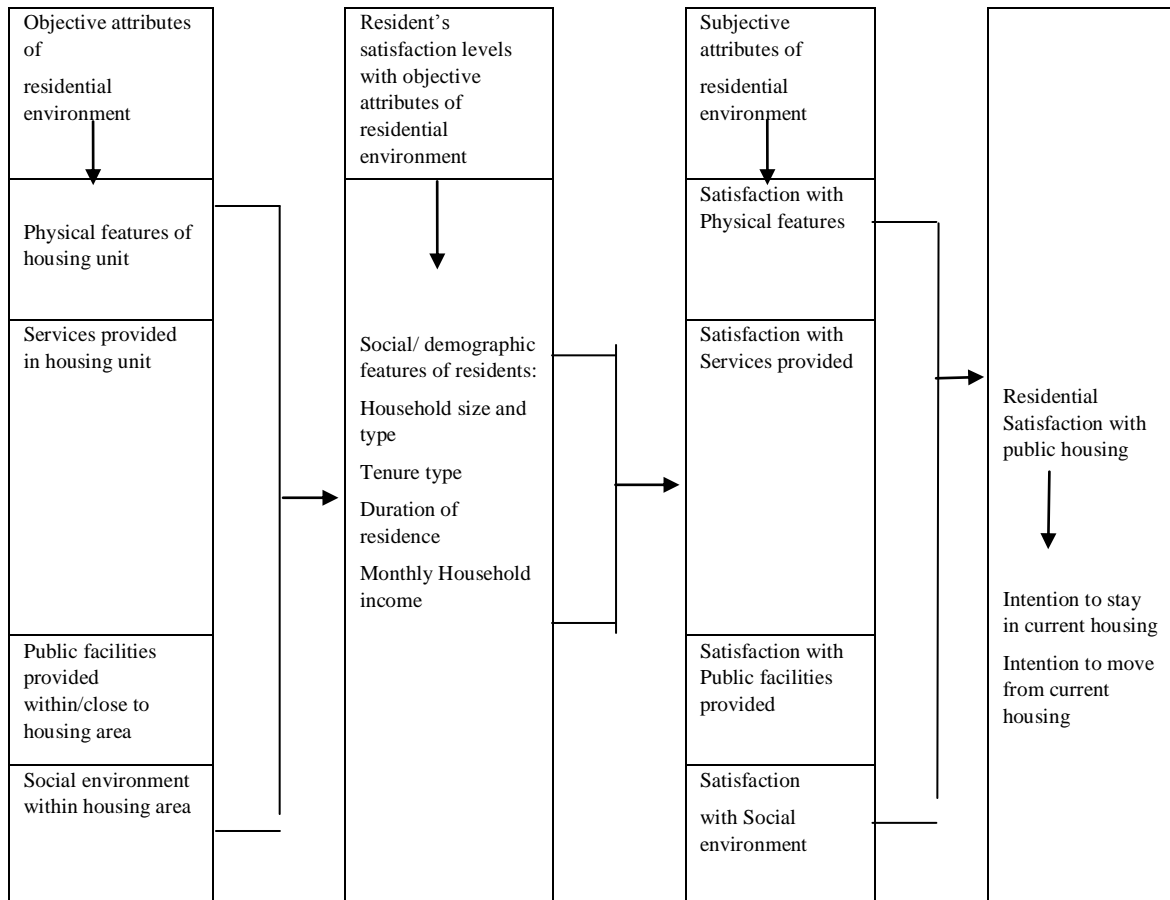 Objective attributes
of
residential
environment
Physical features of
housing unit
Services provided
in housing unit
Public facilities
provided
within/close to
housing area
Social environment
within housing area
Resident’s
satisfaction levels
with objective
attributes of
residential
environment
Social/ demographic
features of residents:
Household size and
type
Tenure type
Duration of
residence
Monthly Household
income
Subjective
attributes of
residential
environment
Satisfaction with
Physical features
Satisfaction with
Services provided
Satisfaction with
Public facilities
provided
Satisfaction
with Social
environment
Residential
Satisfaction with
public housing
Intention to stay
in current housing
Intention to move
from current
housing